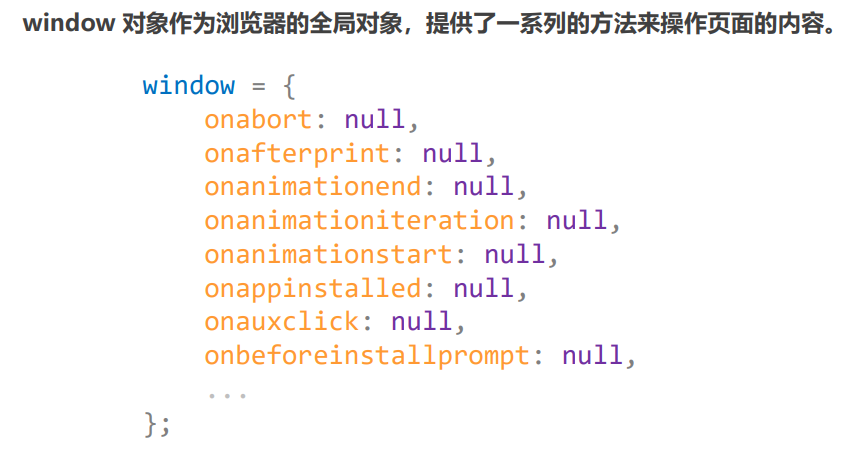 window 对象作为浏览器的全局对象，提供了一系列的方法来操作页面的内容。
window = {
onabort: null,
onafterprint: null,
onanimationend: null,
onanimationiteration: null,
onanimationstart: null,
onappinstalled: null,
onauxclick: null,
onbeforeinstallprompt: null,
...
};